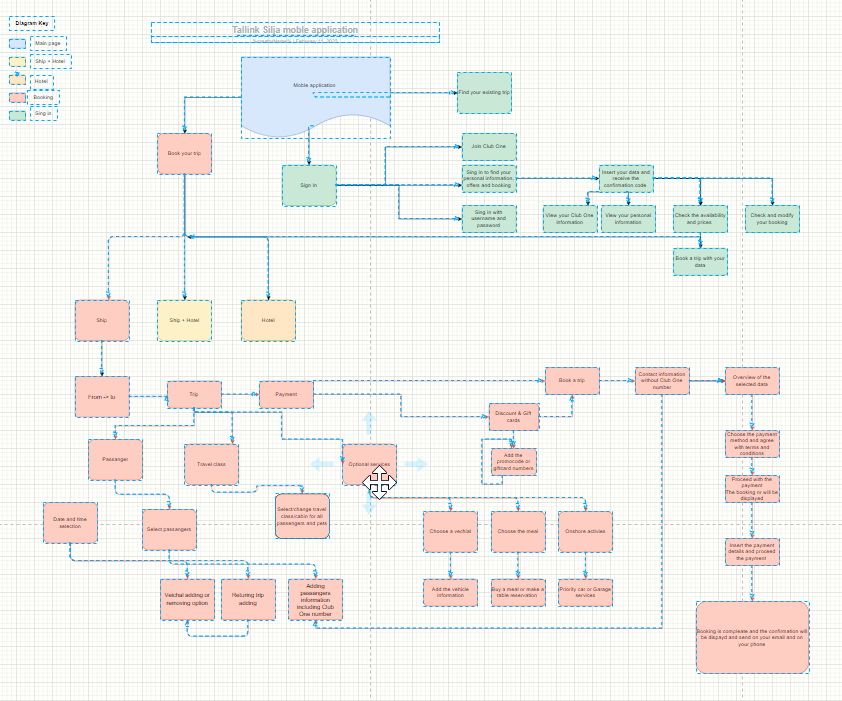 Diagram Key
Main page
Ship + Hotel
Hotel
Booking
Sing in
Tallink Silja moble application
Moble application
Find your existing trip
Book your trip
Sign in
Join Club One
Sing in to find your
personal information,
offers and booking
Sing in with
username and
password
Insert your data and
receive the
confirmation code
View your Club One
information
View your personal
information
Check the availability
and prices
Check and modify
your booking
Book a trip with your
data
Ship
Ship + Hotel
Hotel
From -> to
Trip
Payment
Book a trip
Contact information
without Club One
number
Overview of the
selected data
Discount & Gift
cards
Add the
promocode or
giftcard numbers
Passanger
Travel class
Optional services
Choose the payment
method and agree
with terms and
conditions
Proceed with the
payment
The booking nr will be
displayed
Date and time
selection
Select passangers
Select/change travel
class/cabin for all
passengers and pets
Choose a vechial
Choose the meal
Onshore activies
Insert the payment
details and proceed
the payment
Veichal adding or
removing option
Returing trip
adding
Adding
passengers
information
including Club
One number
Add the vehicle
information
Buy a meal or make a
table reservation
Priority car or Garage
services
Booking is compleate and the confirmation will
be dispayd and send on your email and on
your phone